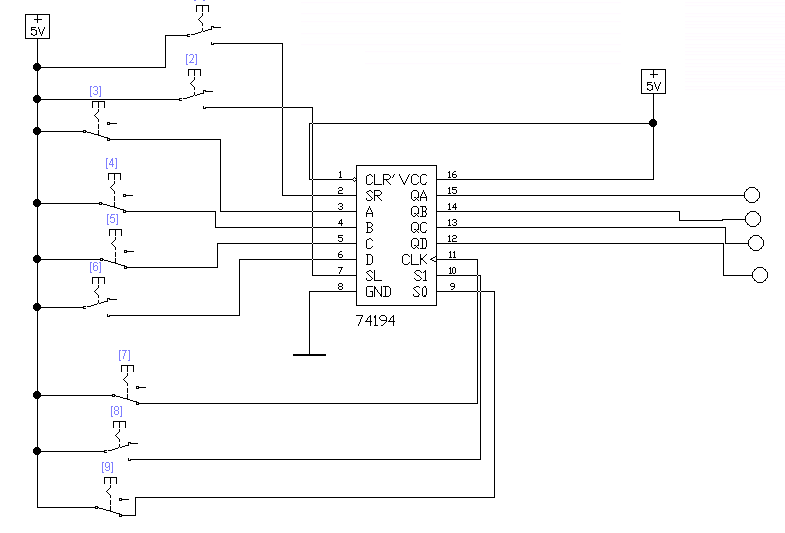 +
5V
[2]
[3]
+
5V
[4]
1 CLR' VCC 16
2 SR QA 15
3 A QB 14
4 B QC 13
5 C QD 12
6 D CLK 11
7 SL S1 10
8 GND S0 9
74194
[5]
[6]
[7]
[8]
[9]